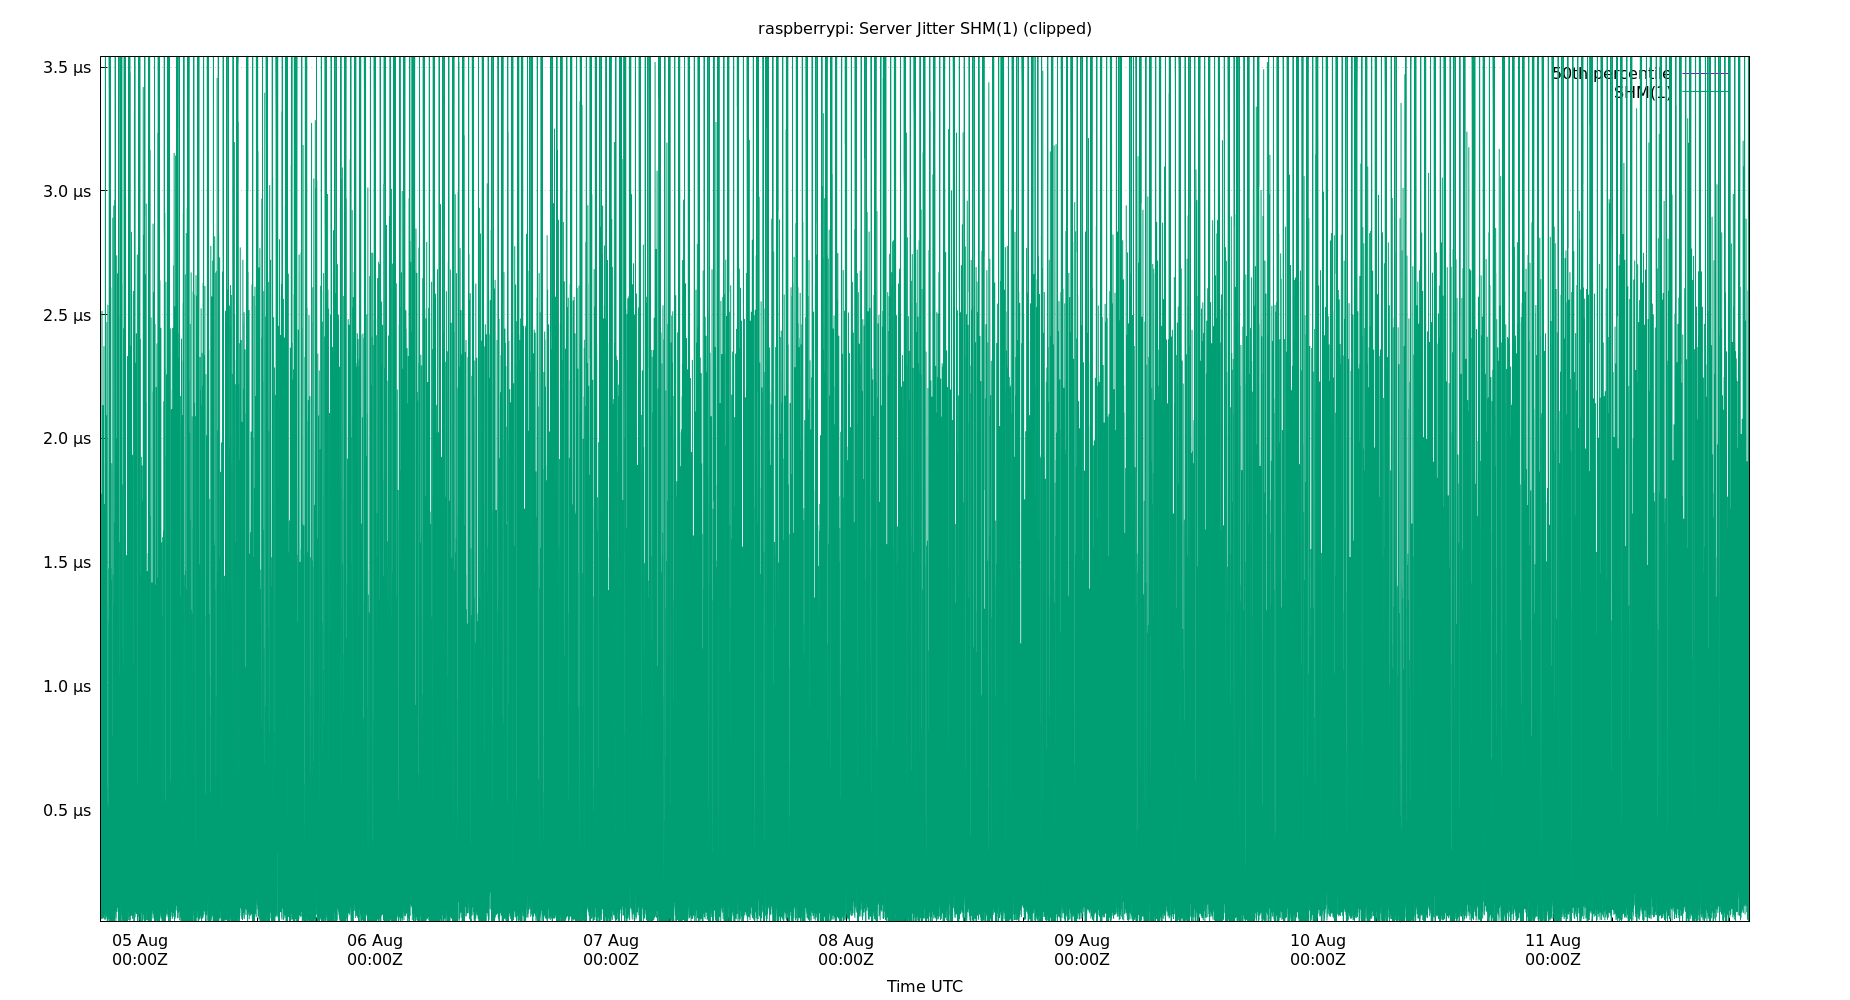 raspberrypi: Server Jitter SHM(1) (clipped)
3.5 μs
50th percentile
SHM(1)
3.0 μs
2.5 μs
2.0 μs
1.5 μs
1.0 μs
0.5 μs
05 Aug 06 Aug 07 Aug 08 Aug 09 Aug 10 Aug 11 Aug
00:00Z 00:00Z 00:00Z 00:00Z 00:00Z 00:00Z 00:00Z
Time UTC